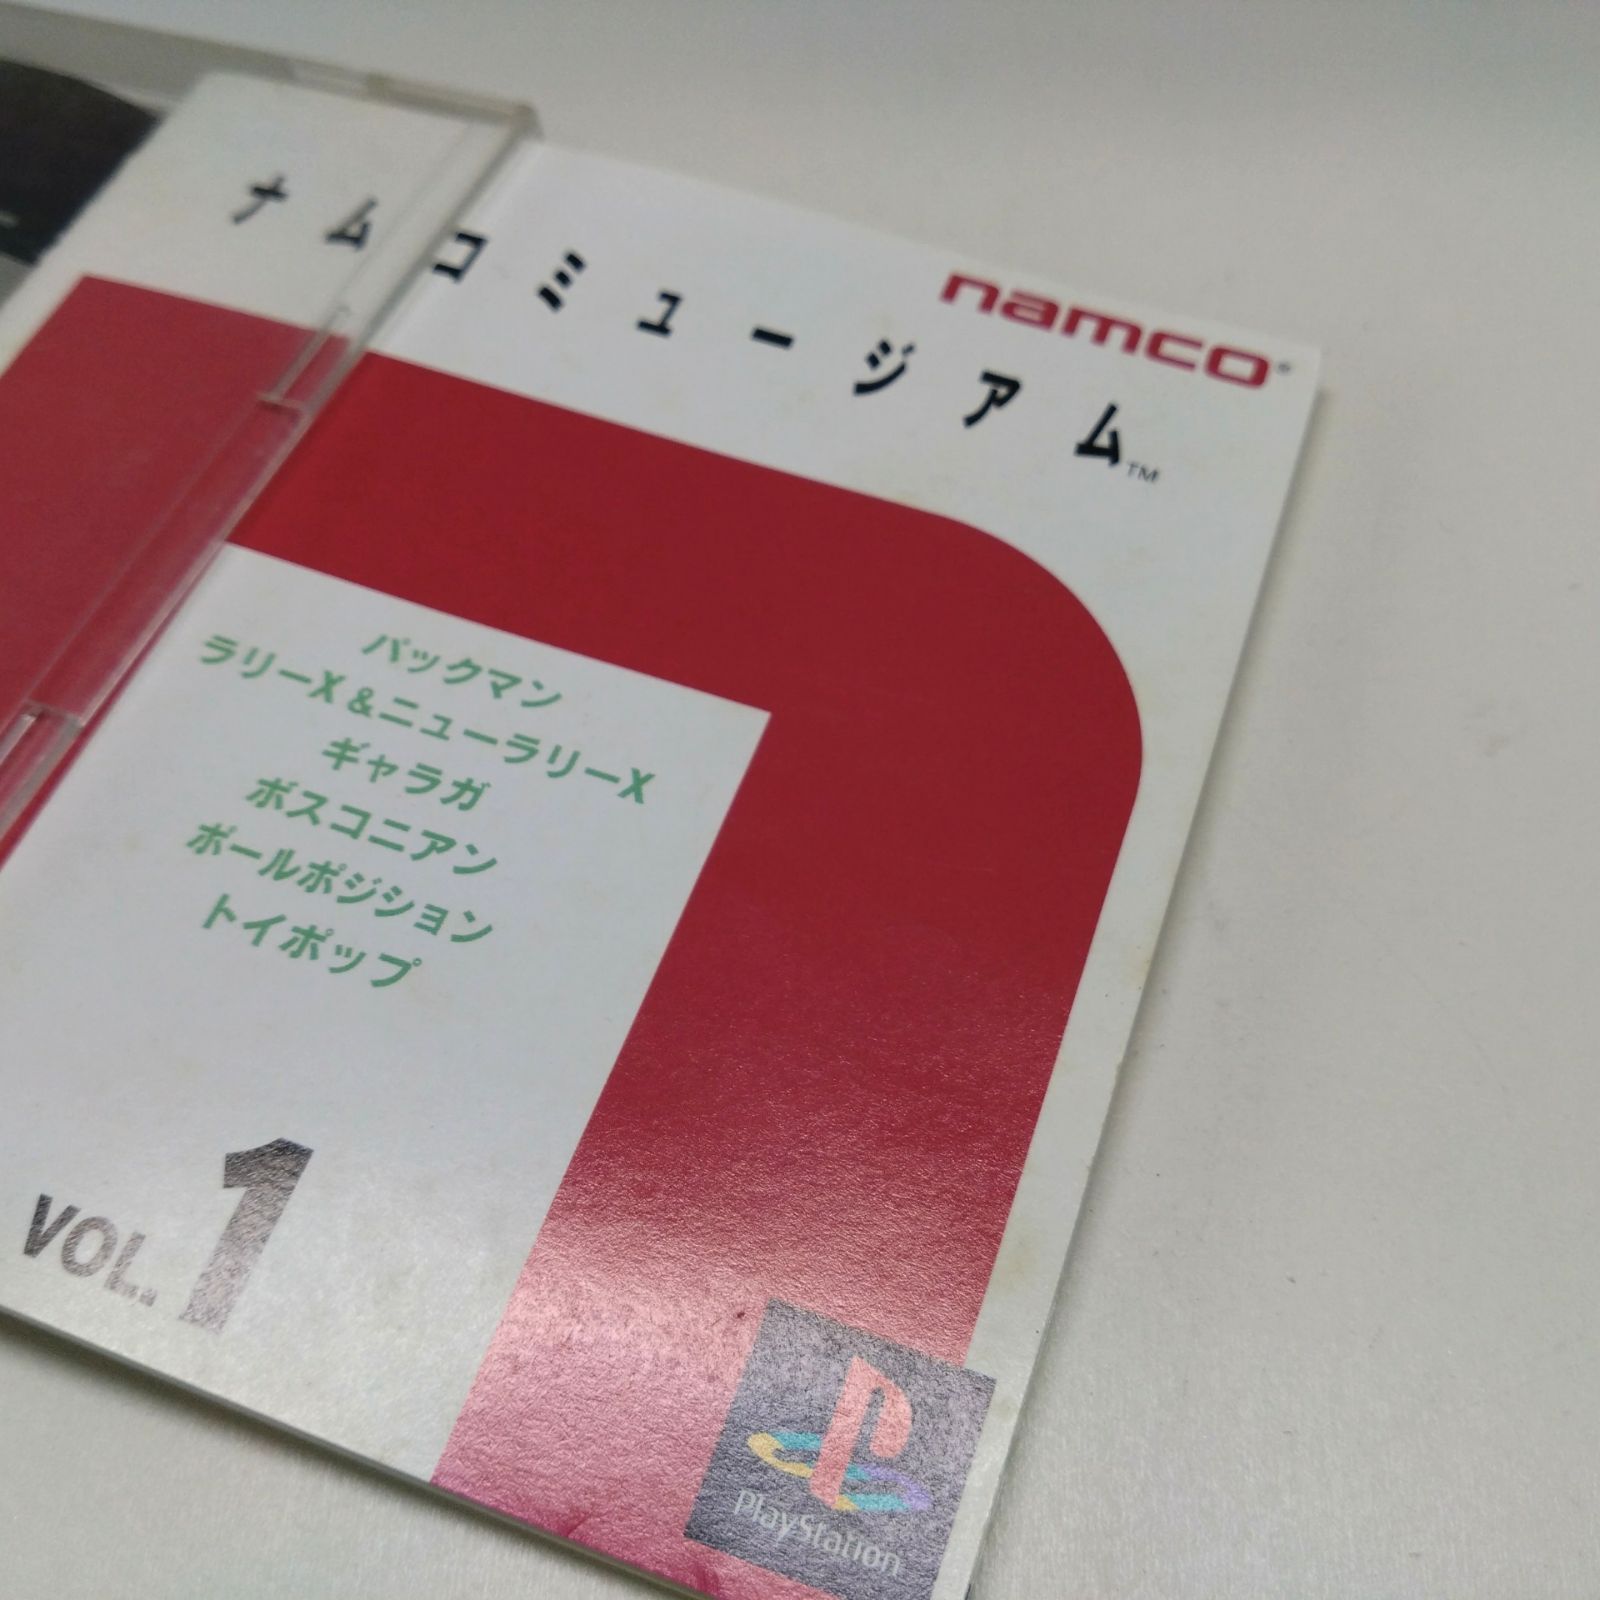 namco®
ナムコミュージアム™
パックマン
ラリーX&ニューラリーX
ギャラガ
ボスコニアン
ポールポジション
トイポップ
VOL.1
PlayStation